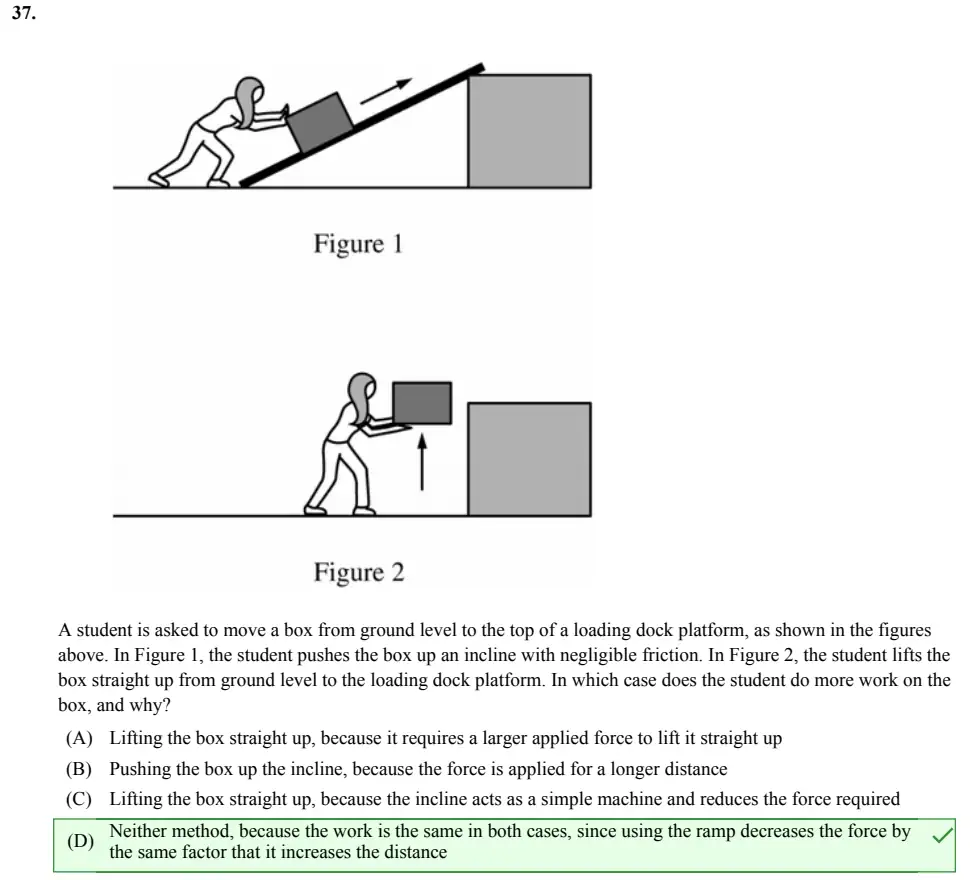 37.
Figure 1
Figure 2
A student is asked to move a box from ground level to the top of a loading dock platform, as shown in the figures
above. In Figure 1, the student pushes the box up an incline with negligible friction. In Figure 2, the student lifts the
box straight up from ground level to the loading dock platform. In which case does the student do more work on the
box, and why?
(A) Lifting the box straight up, because it requires a larger applied force to lift it straight up
(B) Pushing the box up the incline, because the force is applied for a longer distance
(C) Lifting the box straight up, because the incline acts as a simple machine and reduces the force required
(D) Neither method, because the work is the same in both cases, since using the ramp decreases the force by
the same factor that it increases the distance